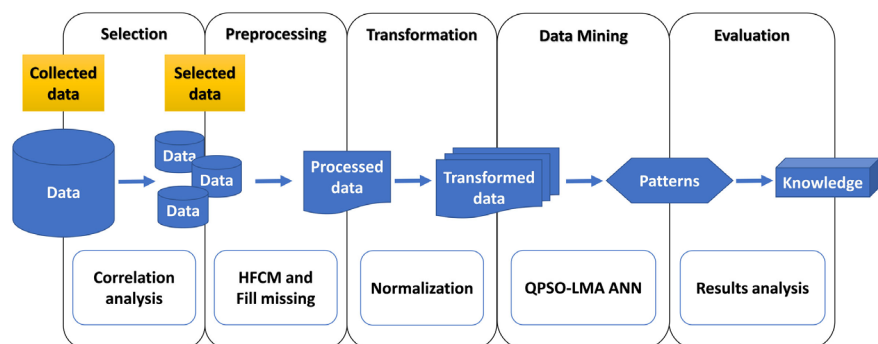 Selection
Preprocessing
Transformation
Data Mining
Evaluation
Collected
data
Selected
data
Data
Data
Data
Data
Processed
data
Transformed
data
Patterns
Knowledge
Correlation
analysis
HFCM and
Fill missing
Normalization
QPSO-LMA ANN
Results analysis